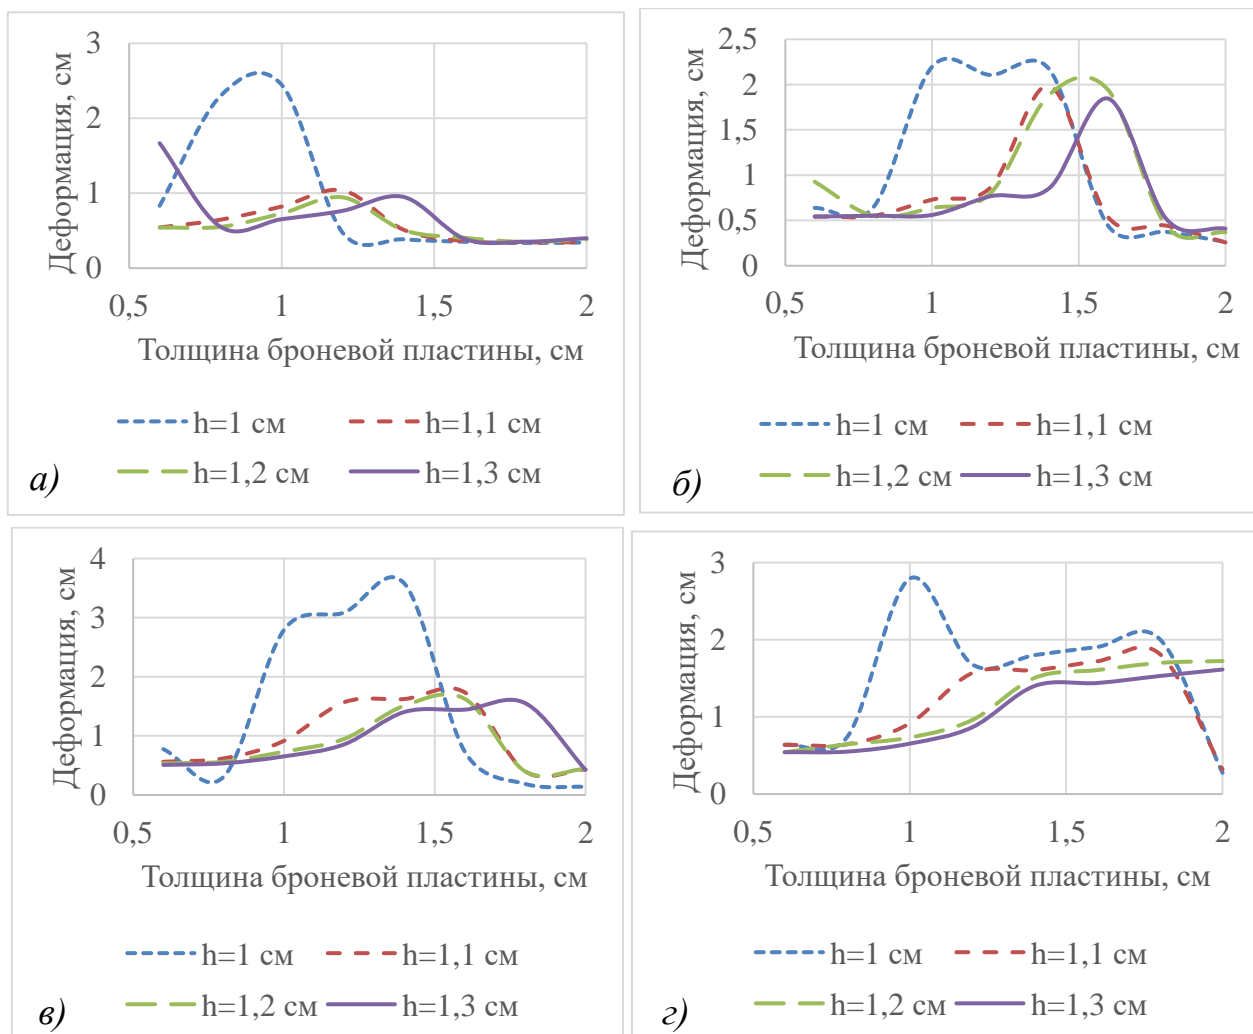 Деформация, см
3
2
1
0
0,5
1
1,5
2
Толщина броневой пластины, см
h=1 см
h=1,1 см
h=1,2 см
h=1,3 см
а)
Деформация, см
2,5
2
1,5
1
0,5
0
0,5
1
1,5
2
Толщина броневой пластины, см
h=1 см
h=1,1 см
h=1,2 см
h=1,3 см
б)
Деформация, см
4
3
2
1
0
0,5
1
1,5
2
Толщина броневой пластины, см
h=1 см
h=1,1 см
h=1,2 см
h=1,3 см
в)
Деформация, см
3
2
1
0
0,5
1
1,5
2
Толщина броневой пластины, см
h=1 см
h=1,1 см
h=1,2 см
h=1,3 см
г)